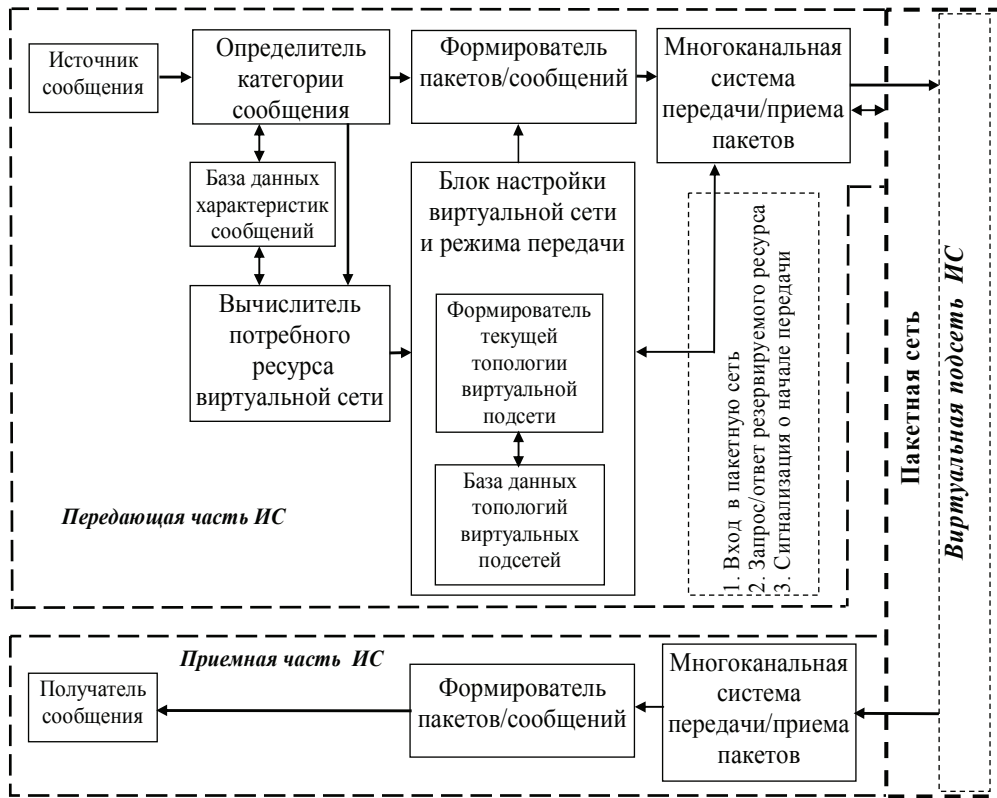 Источник
сообщения
Определитель
категории
сообщения
Формирователь
пакетов/сообщений
Многоканальная
система
передачи/приема
пакетов
База данных
характеристик
сообщений
Блок настройки
виртуальной сети
и режима передачи
Вычислитель
потребного
ресурса
виртуальной сети
Формирователь
текущей
топологии
виртуальной
подсети
База данных
топологий
виртуальных
подсетей
1. Вход в пакетную сеть
2. Запрос/ответ резервируемого ресурса
3. Сигнализация о начале передачи
Передающая часть ИС
Пакетная сеть
Виртуальная подсеть ИС
Приемная часть ИС
Получатель
сообщения
Формирователь
пакетов/сообщений
Многоканальная
система
передачи/приема
пакетов